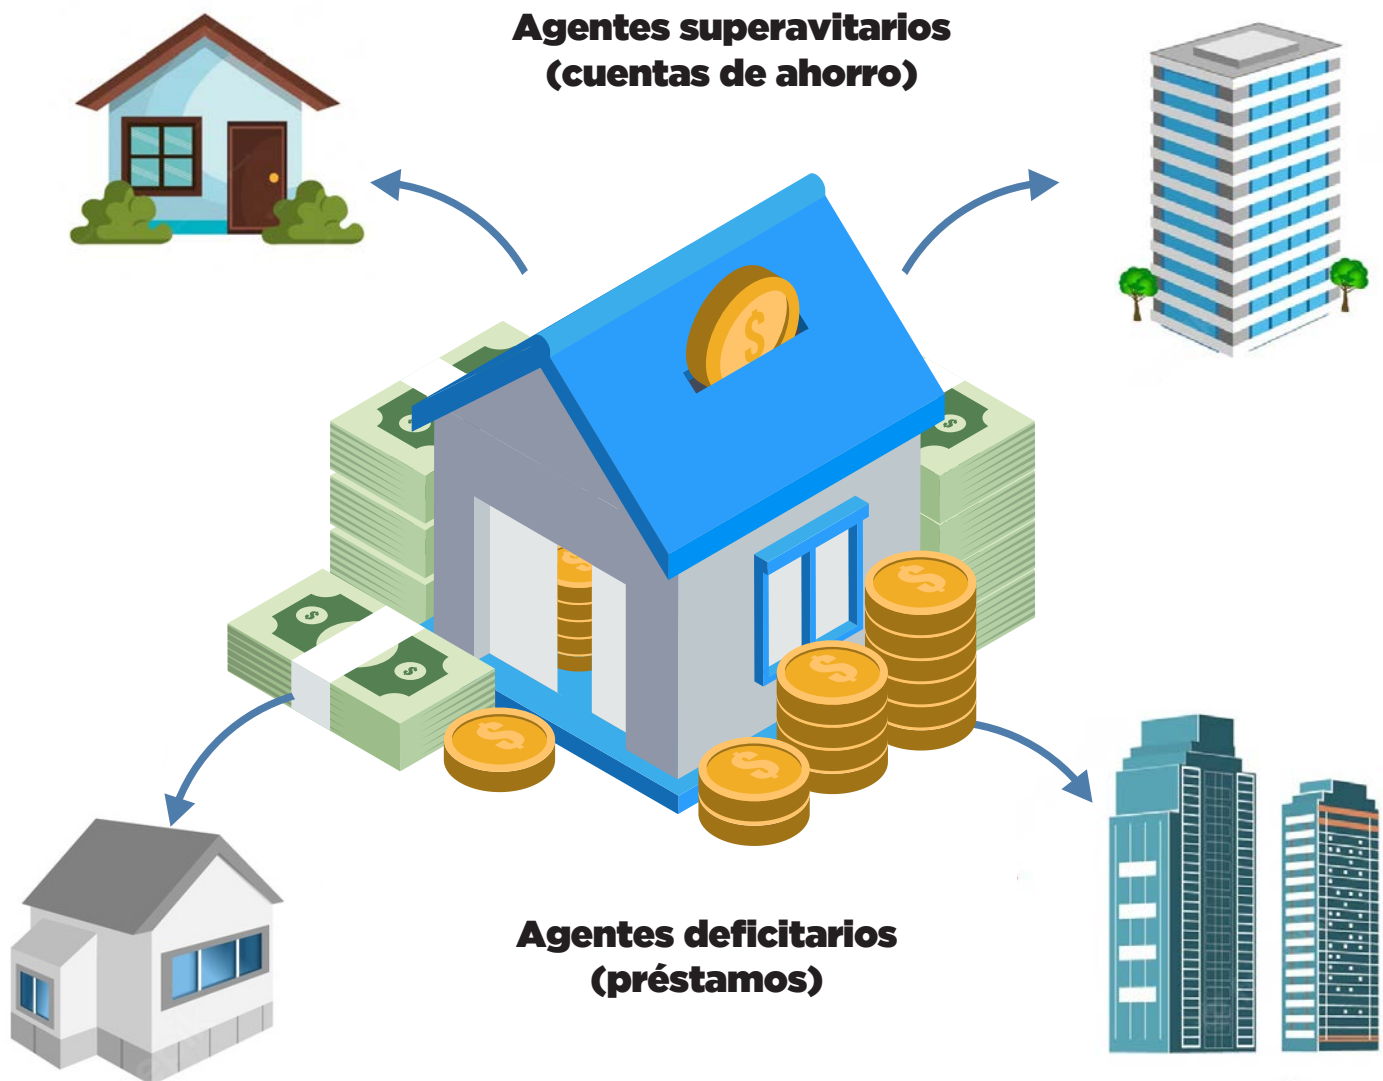 Agentes superavitarios
(cuentas de ahorro)
$
$
$
$
$
$
$
$
$
Agentes deficitarios
(préstamos)